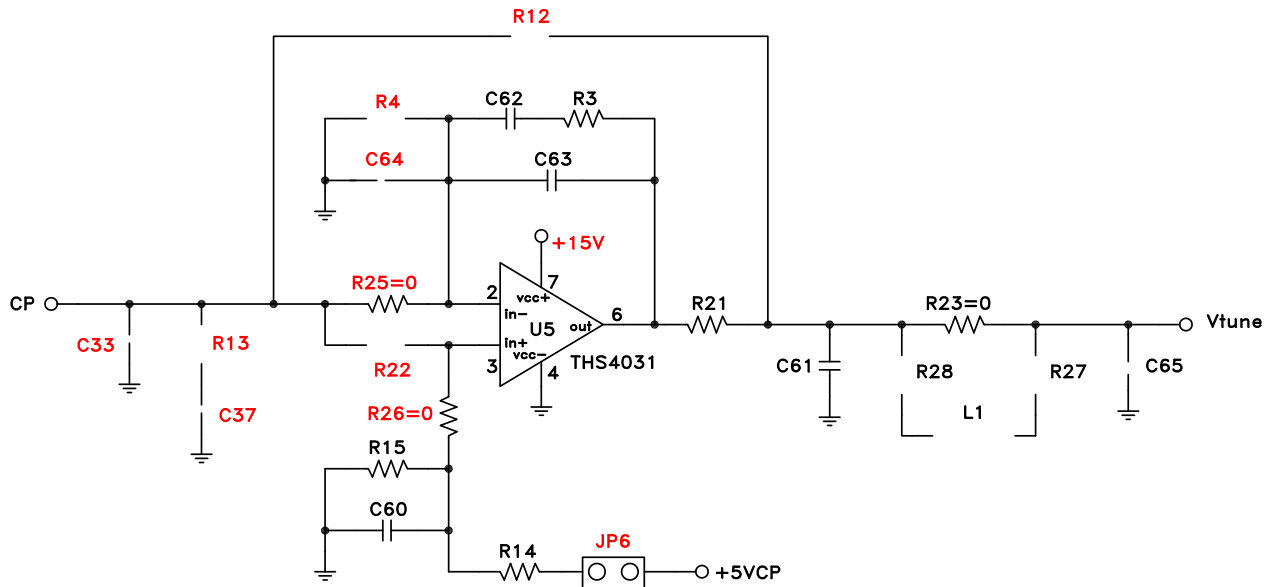 R12
R4
C62
R3
C64
C63
+15V
CP
R25=0
2
7
vcc+
in-
U5
out
6
R21
R23=0
Vtune
C33
R13
in+
vcc-
3
4
THS4031
R22
C61
R28
R27
C65
C37
R26=0
L1
R15
C60
R14
JP6
+5VCP